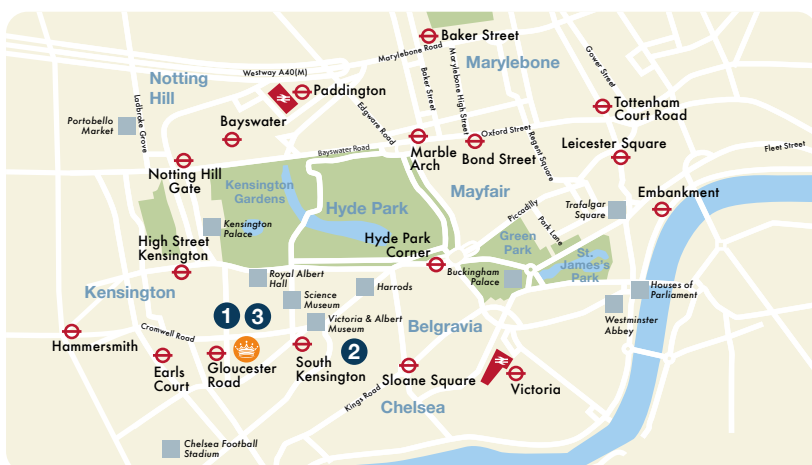 Baker Street
Marylebone Road
Marylebone
Gower Street
Westway A40(M)
Notting
Hill
Paddington
Baker Street
Marylebone High Street
Ladbroke Grove
Edgware Road
Tottenham
Court Road
Portobello
Market
Bayswater
Oxford Street
Regent Square
Leicester Square
Fleet Street
Marble
Arch
Bond Street
Bayswater Road
Notting Hill
Gate
Kensington
Gardens
Mayfair
Embankment
Hyde Park
Piccadilly
Trafalgar
Square
Park Lane
Kensington
Palace
High Street
Kensington
Hyde Park
Corner
Green
Park
St.
James's
Park
Buckingham
Palace
Royal Albert
Hall
Harrods
Houses of
Parliament
Kensington
Science
Museum
Westminster
Abbey
1
3
Victoria & Albert
Museum
Belgravia
Cromwell Road
Hammersmith
2
Earls
Court
Gloucester
Road
South
Kensington
Sloane Square
Victoria
Kings Road
Chelsea
Chelsea Football
Stadium